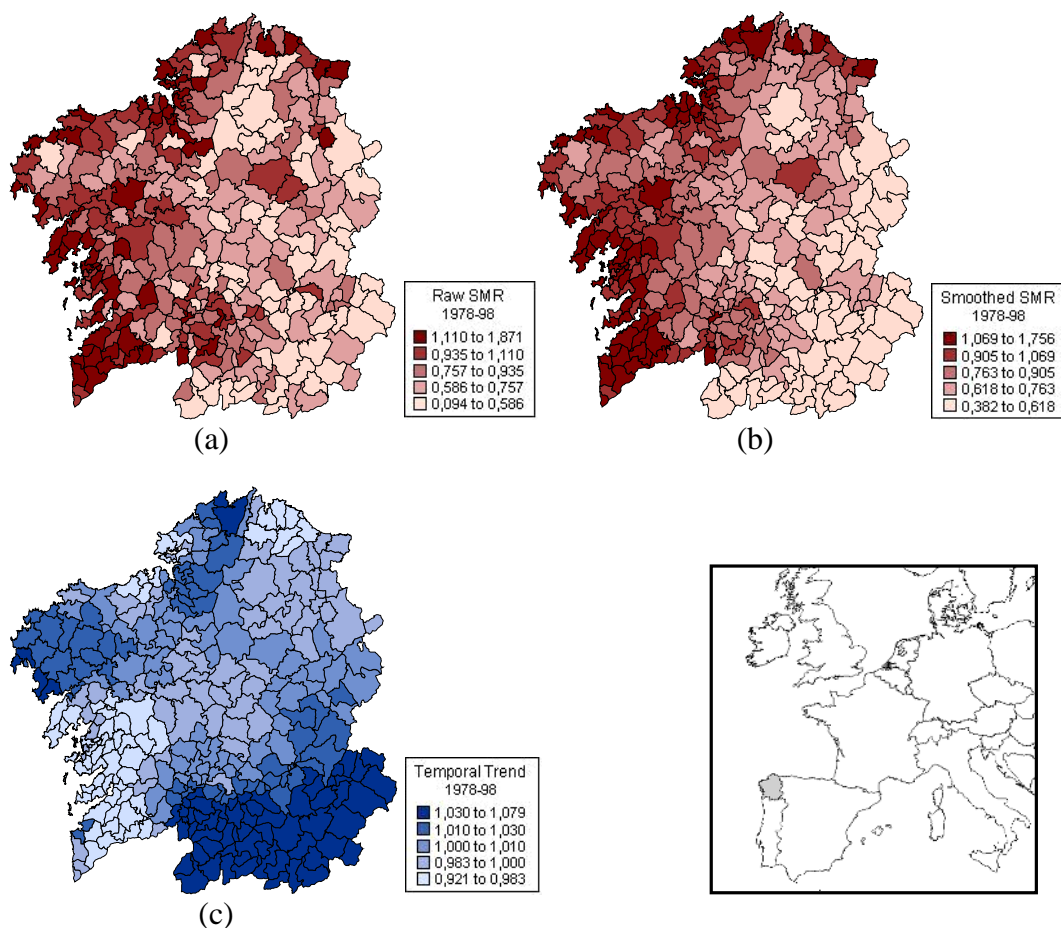 Raw SMR
1978-98
1,110 to 1,871
0,935 to 1,110
0,757 to 0,935
0,586 to 0,757
0,094 to 0,586
(a)
Smoothed SMR
1978-98
1,069 to 1,756
0,905 to 1,069
0,763 to 0,905
0,618 to 0,763
0,382 to 0,618
(b)
Temporal Trend
1978-98
1,030 to 1,079
1,010 to 1,030
1,000 to 1,010
0,983 to 1,000
0,921 to 0,983
(c)